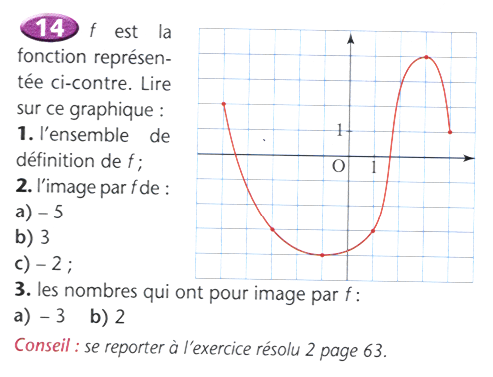 14 f est la
fonction représen-
tée ci-contre. Lire
sur ce graphique :
1. l'ensemble de
définition de f ;
2. l'image par f de :
a) – 5
b) 3
c) – 2 ;
3. les nombres qui ont pour image par f :
a) – 3 b) 2
Conseil : se reporter à l'exercice résolu 2 page 63.
1
O 1